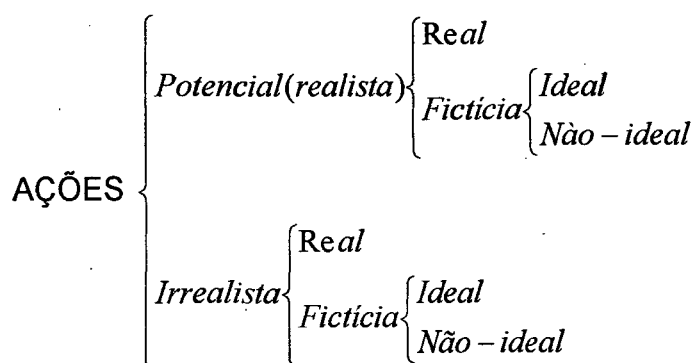 Real
Potencial(realista)
Fictícia
Ideal
Nào – ideal
AÇÕES
Real
Irrealista
Fictícia
Ideal
Não – ideal